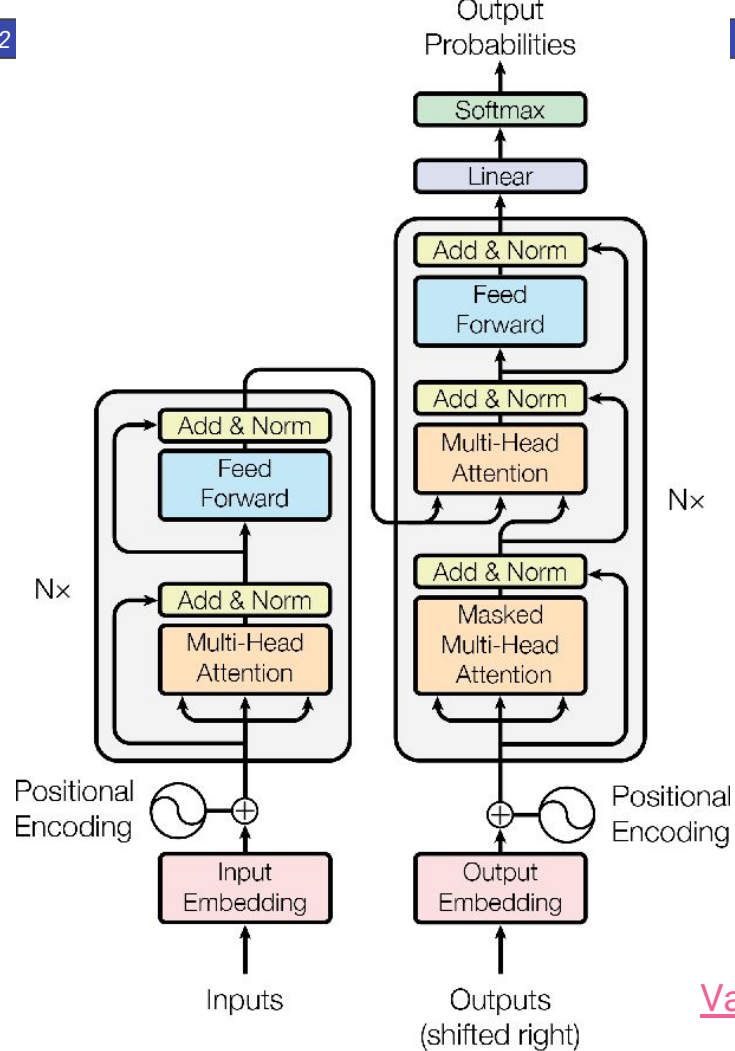 2
Output
Probabilities
Softmax
Linear
Add & Norm
Feed
Forward
Add & Norm
Multi-Head
Attention
Add & Norm
Masked
Multi-Head
Attention
Nx
Add & Norm
Feed
Forward
Add & Norm
Multi-Head
Attention
Nx
Positional
Encoding
Positional
Encoding
Input
Embedding
Output
Embedding
Inputs
Outputs
(shifted right)
Va